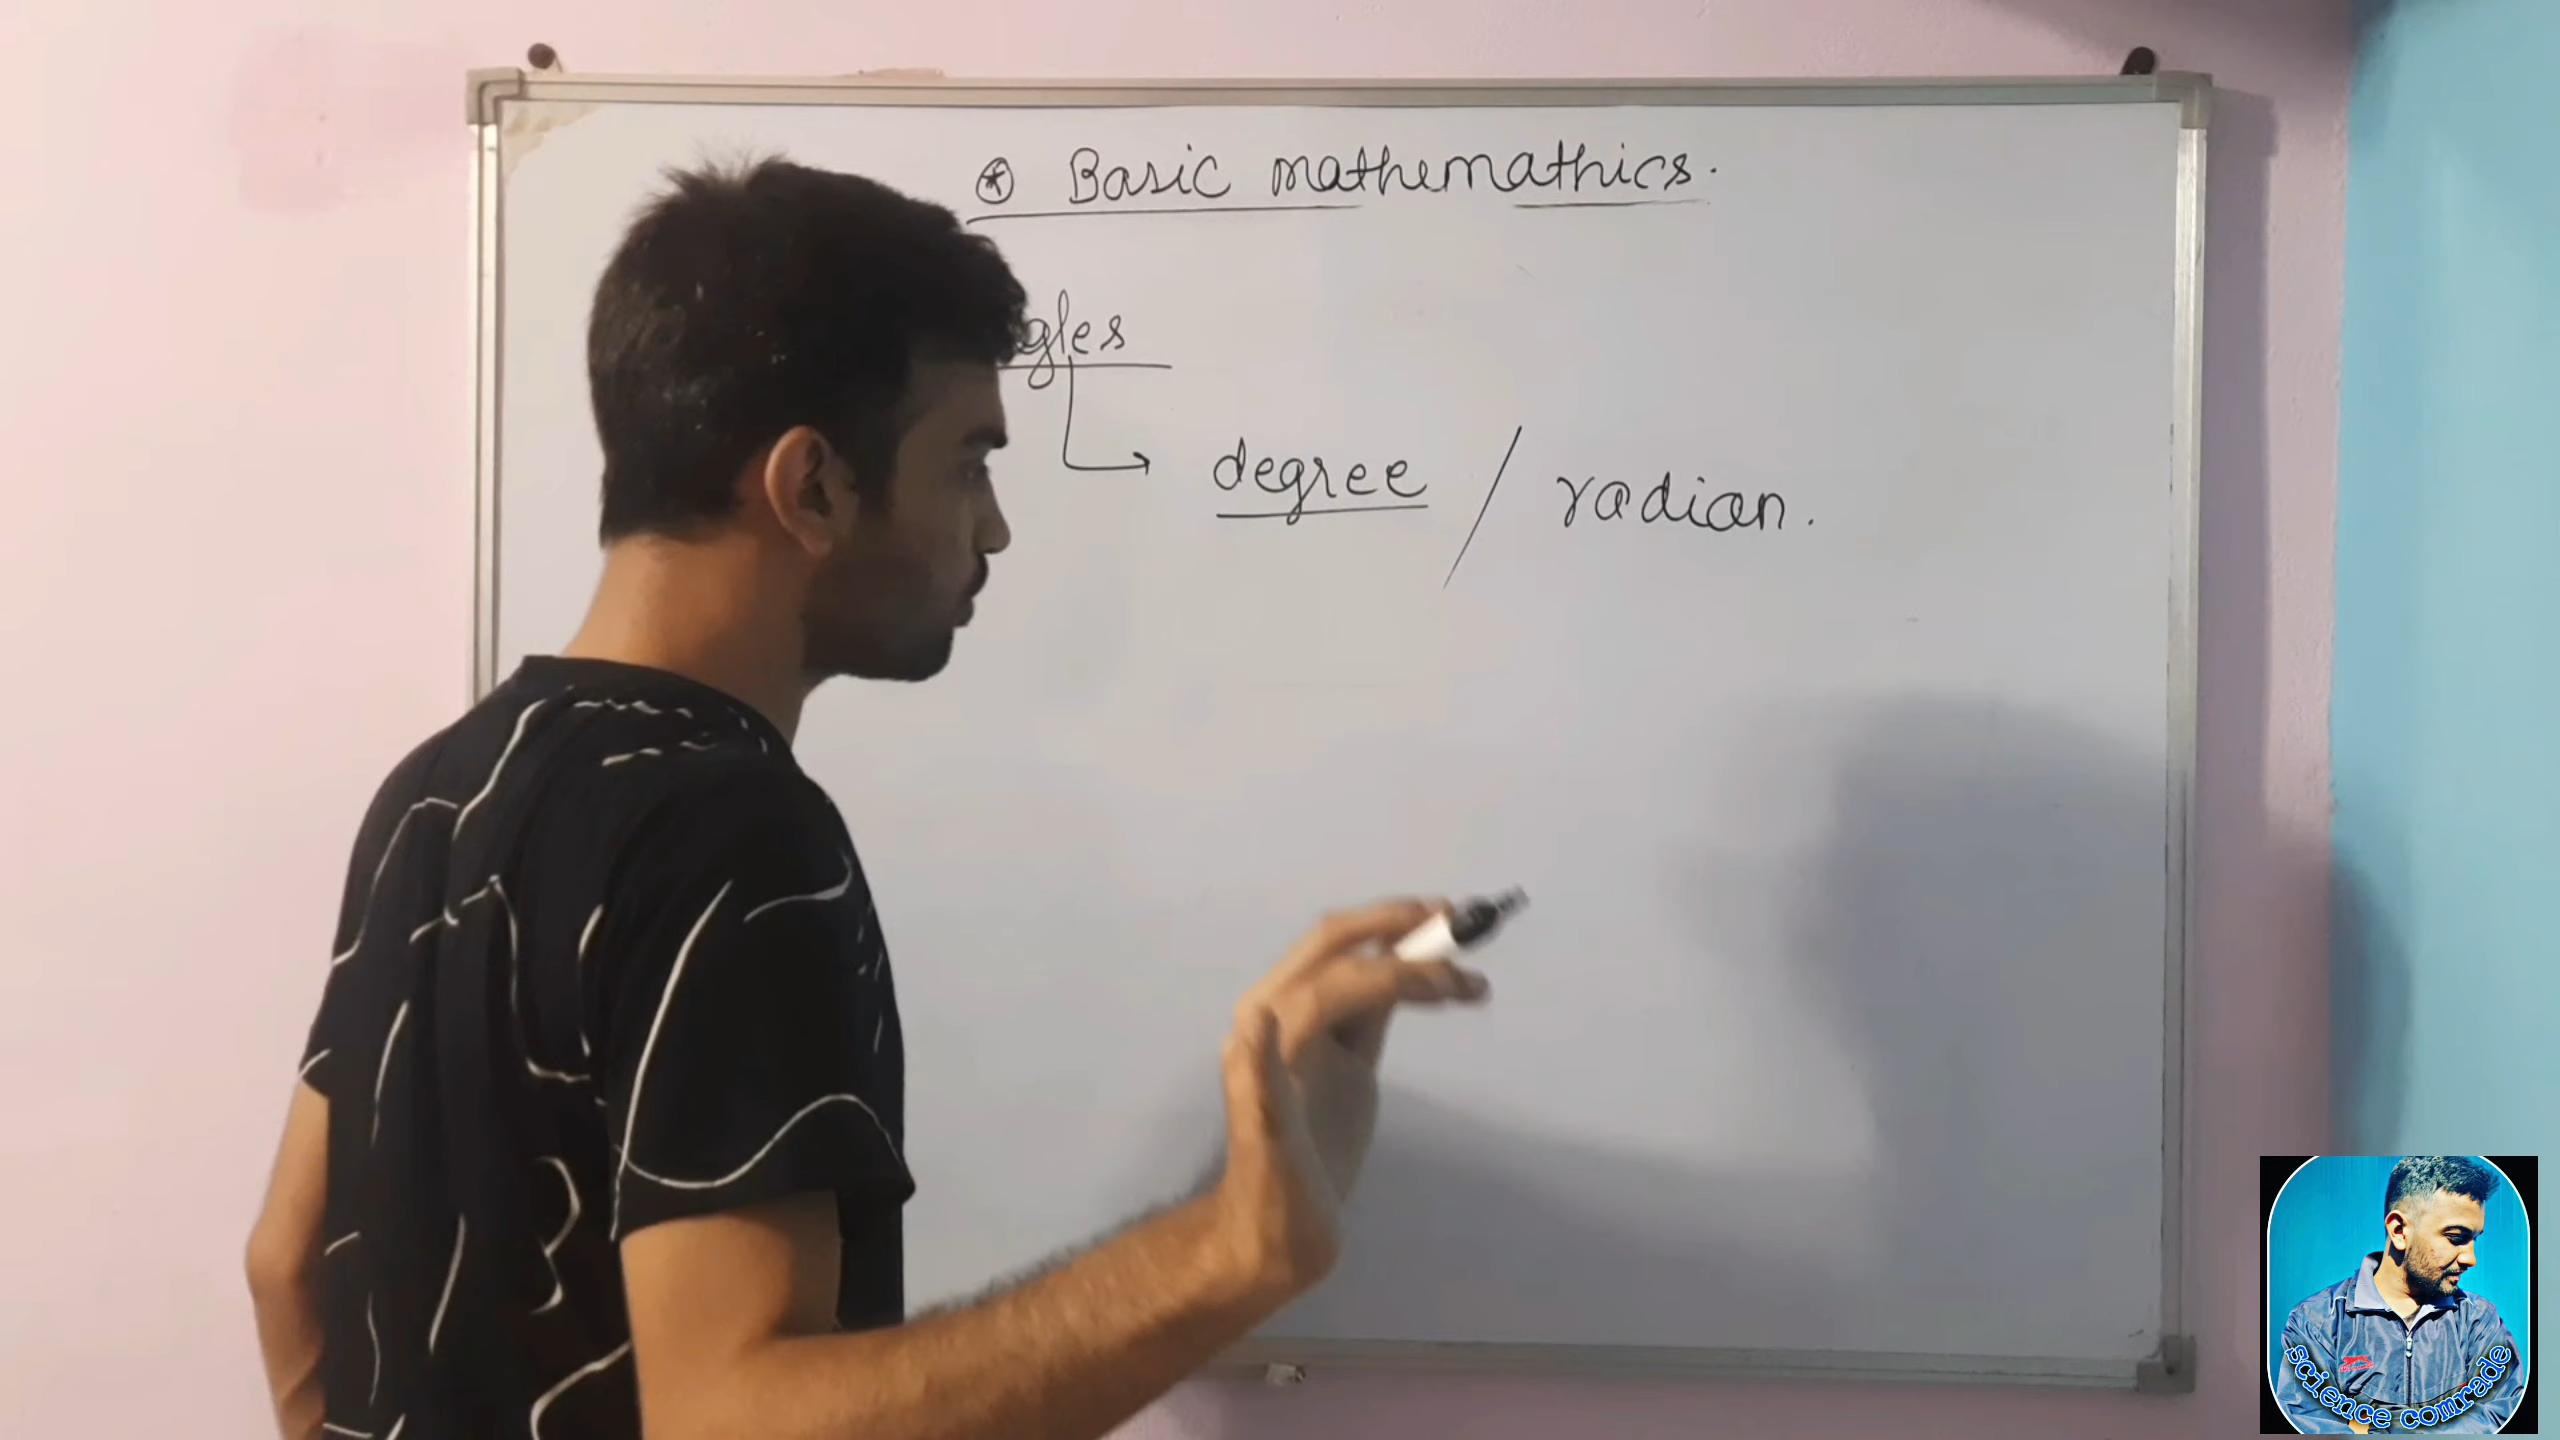 ⊛ Basic mathemathics.
gles
degree / radian.
science comrade